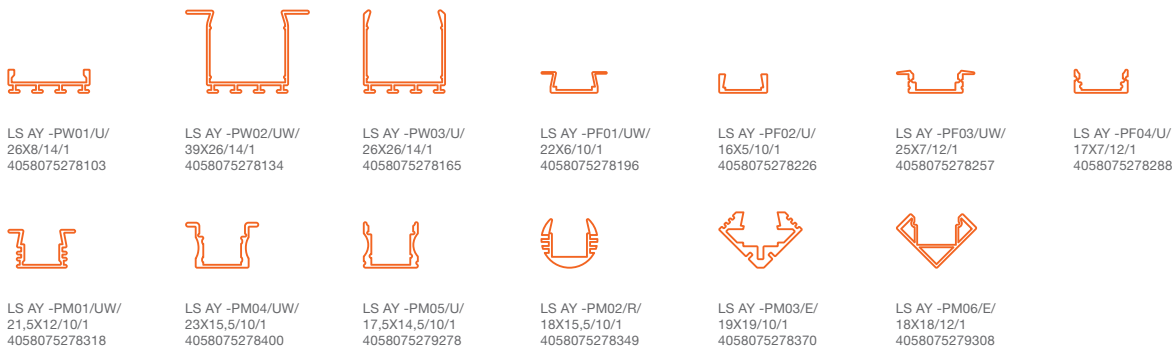 LS AY -PW01/U/
26X8/14/1
4058075278103
LS AY -PW02/UW/
39X26/14/1
4058075278134
LS AY -PW03/U/
26X26/14/1
4058075278165
LS AY -PF01/UW/
22X6/10/1
4058075278196
LS AY -PF02/U/
16X5/10/1
4058075278226
LS AY -PF03/UW/
25X7/12/1
4058075278257
LS AY -PF04/U/
17X7/12/1
4058075278288
LS AY -PM01/UW/
21,5X12/10/1
4058075278318
LS AY -PM04/UW/
23X15,5/10/1
4058075278400
LS AY -PM05/U/
17,5X14,5/10/1
4058075279278
LS AY -PM02/R/
18X15,5/10/1
4058075278349
LS AY -PM03/E/
19X19/10/1
4058075278370
LS AY -PM06/E/
18X18/12/1
4058075279308